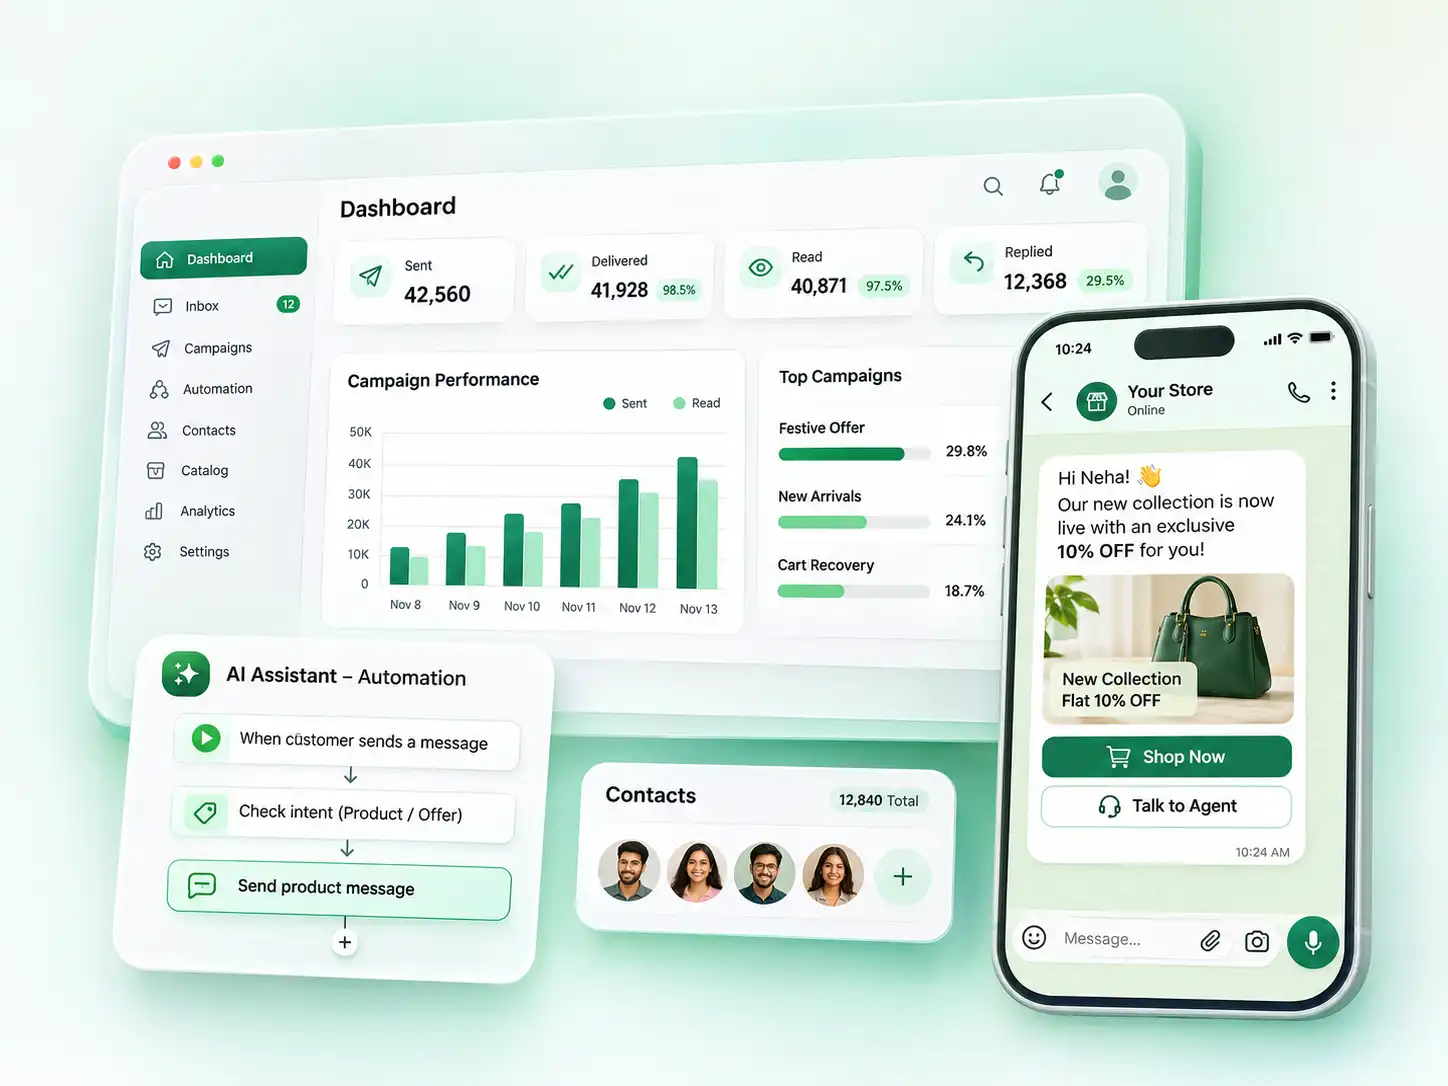 Dashboard
Sent
42,560
Delivered
41,928 98.5%
Read
40,871 97.5%
Replied
12,368 29.5%
Dashboard
Inbox 12
Campaigns
Automation
Contacts
Catalog
Analytics
Settings
Campaign Performance
Sent Read
50K
40K
30K
20K
10K
0
Nov 8 Nov 9 Nov 10 Nov 11 Nov 12 Nov 13
Top Campaigns
Festive Offer
29.8%
New Arrivals
24.1%
Cart Recovery
18.7%
AI Assistant – Automation
When customer sends a message
Check intent (Product / Offer)
Send product message
Contacts 12,840 Total
10:24
Your Store
Online
Hi Neha! 👋
Our new collection is now
live with an exclusive
10% OFF for you!
New Collection
Flat 10% OFF
Shop Now
Talk to Agent
10:24 AM
Message...